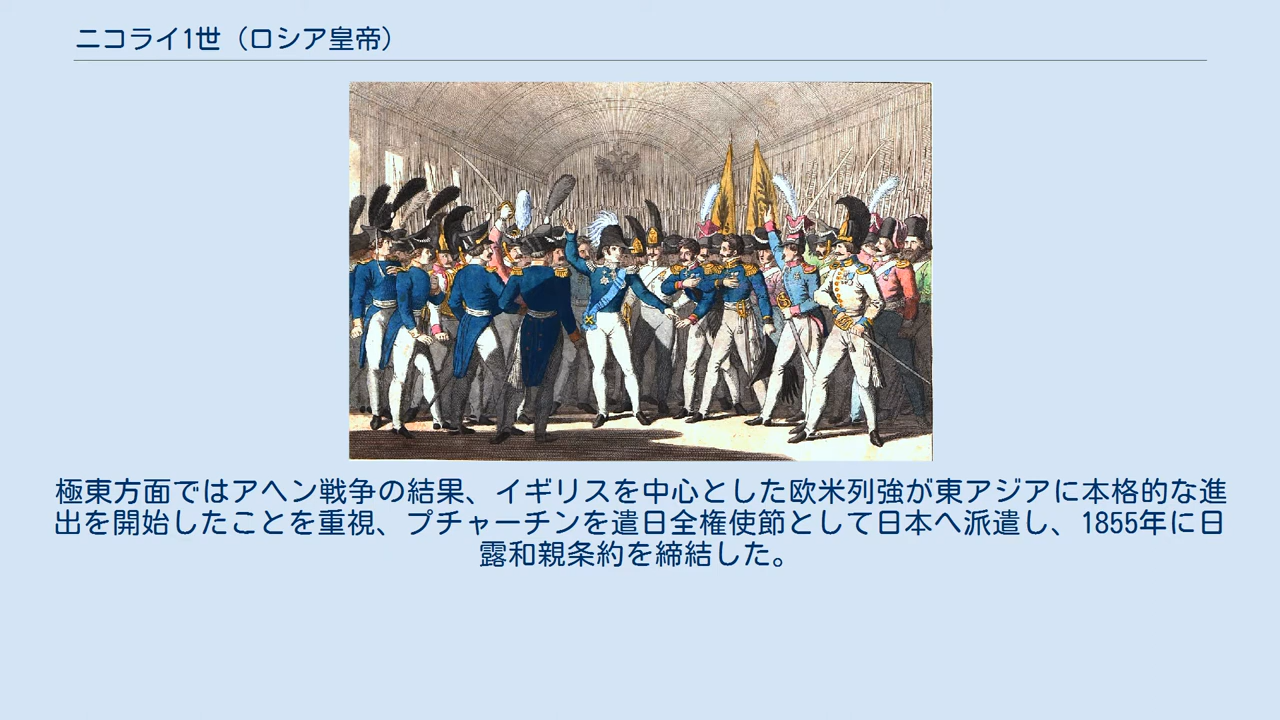 ニコライ1世（ロシア皇帝）
極東方面ではアヘン戦争の結果、イギリスを中心とした欧米列強が東アジアに本格的な進
出を開始したことを重視、プチャーチンを遣日全権使節として日本へ派遣し、1855年に日
露和親条約を締結した。